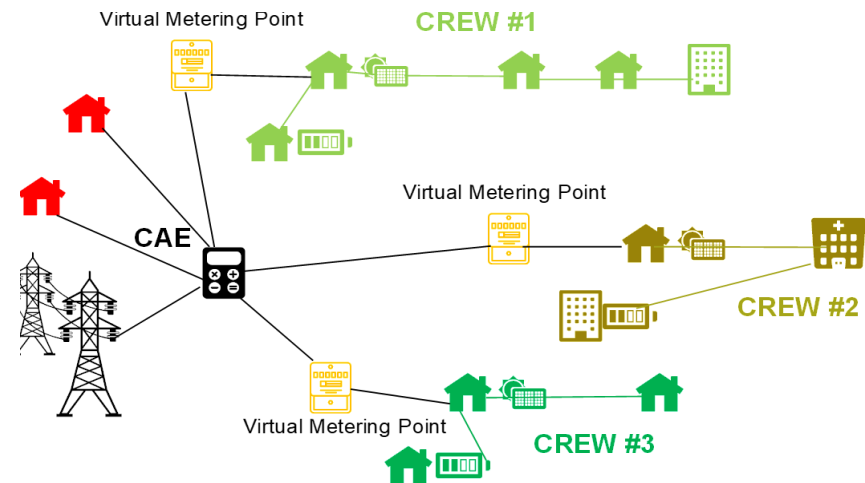 Virtual Metering Point
CREW #1
Virtual Metering Point
CAE
CREW #2
Virtual Metering Point
CREW #3